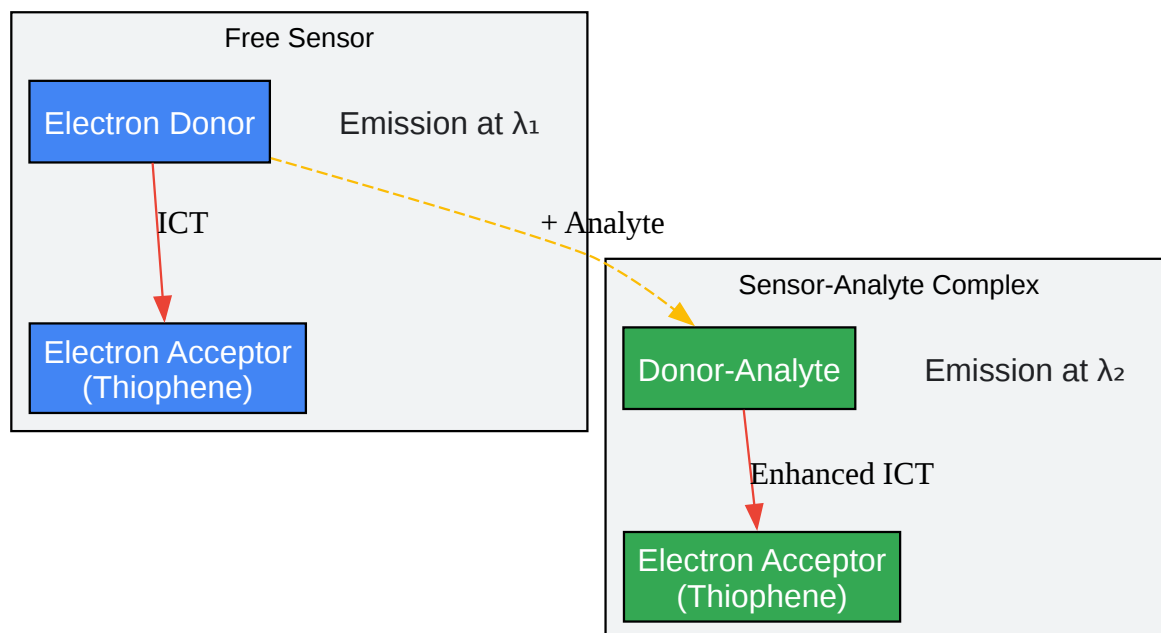 Free Sensor
Electron Donor
Emission at λ₁
ICT
+ Analyte
Electron Acceptor
(Thiophene)
Sensor-Analyte Complex
Donor-Analyte
Emission at λ₂
Enhanced ICT
Electron Acceptor
(Thiophene)